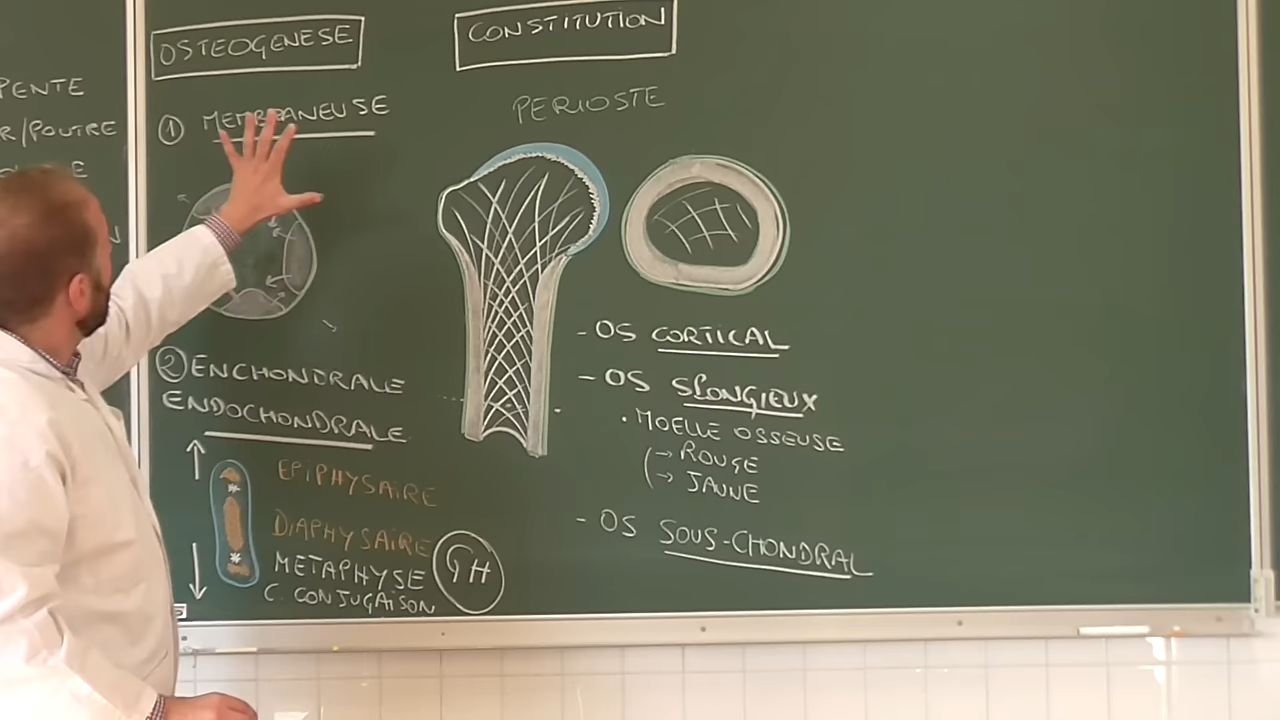 PENTE
R/POUTRE
E
N
OSTEOGENESE
① MEMBRANEUSE
② ENCHONDRALE
ENDOCHONDRALE
EPIPHYSAIRE
DIAPHYSAIRE
METAPHYSE
C. CONJUGAISON
GH
CONSTITUTION
PERIOSTE
- OS CORTICAL
- OS SPONGIEUX
• MOELLE OSSEUSE
→ ROUGE
→ JAUNE
- OS SOUS-CHONDRAL